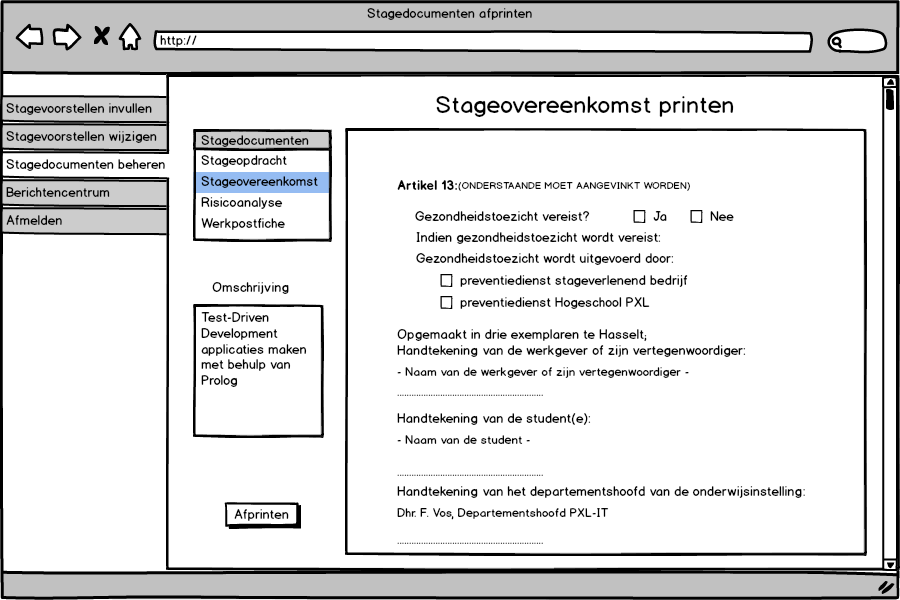 Stagedocumenten afprinten
http://
Stagevoorstellen invullen
Stagevoorstellen wijzigen
Stagedocumenten beheren
Berichtencentrum
Afmelden
Stageovereenkomst printen
Stagedocumenten
Stageopdracht
Stageovereenkomst
Risicoanalyse
Werkpostfiche
Omschrijving
Test-Driven
Development
applicaties maken
met behulp van
Prolog
Afprinten
Artikel 13:(ONDERSTAANDE MOET AANGEVINKT WORDEN)
Gezondheidstoezicht vereist? Ja Nee
Indien gezondheidstoezicht wordt vereist:
Gezondheidstoezicht wordt uitgevoerd door:
preventiedienst stageverlenend bedrijf
preventiedienst Hogeschool PXL
Opgemaakt in drie exemplaren te Hasselt;
Handtekening van de werkgever of zijn vertegenwoordiger:
- Naam van de werkgever of zijn vertegenwoordiger -
Handtekening van de student(e):
- Naam van de student -
Handtekening van het departementshoofd van de onderwijsinstelling:
Dhr. F. Vos, Departementshoofd PXL-IT